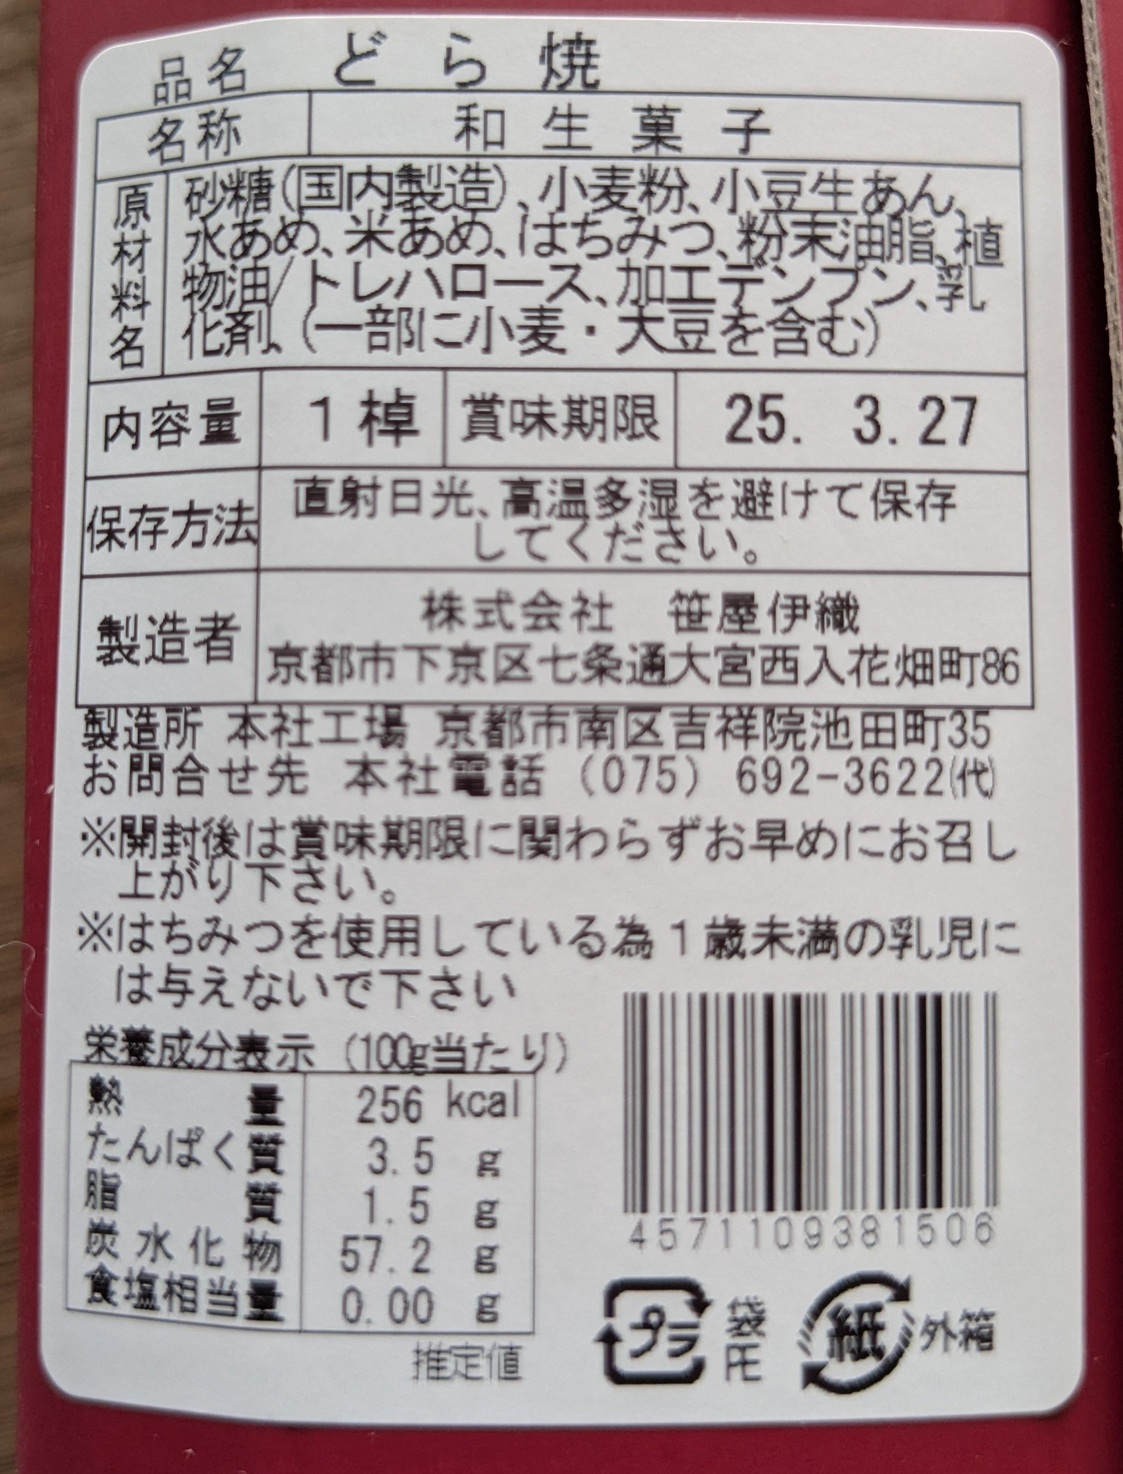 品名 どら焼
名称 和生菓子
原材料名 砂糖(国内製造)、小麦粉、小豆生あん、
水あめ、米あめ、はちみつ、粉末油脂、植
物油/トレハロース、加工デンプン、乳
化剤、(一部に小麦・大豆を含む)
内容量 1棹 賞味期限 25. 3.27
保存方法 直射日光、高温多湿を避けて保存
してください。
製造者 株式会社 笹屋伊織
京都市下京区七条通大宮西入花畑町86
製造所 本社工場 京都市南区吉祥院池田町35
お問合せ先 本社電話 (075) 692-3622(代)
※開封後は賞味期限に関わらずお早めにお召し
上がり下さい。
※はちみつを使用している為1歳未満の乳児に
は与えないで下さい
栄養成分表示 (100g当たり)
熱量 256 kcal
たんぱく質 3.5 g
脂質 1.5 g
炭水化物 57.2 g
食塩相当量 0.00 g
推定値
4571109381506
プラ 袋 PE 紙 外箱